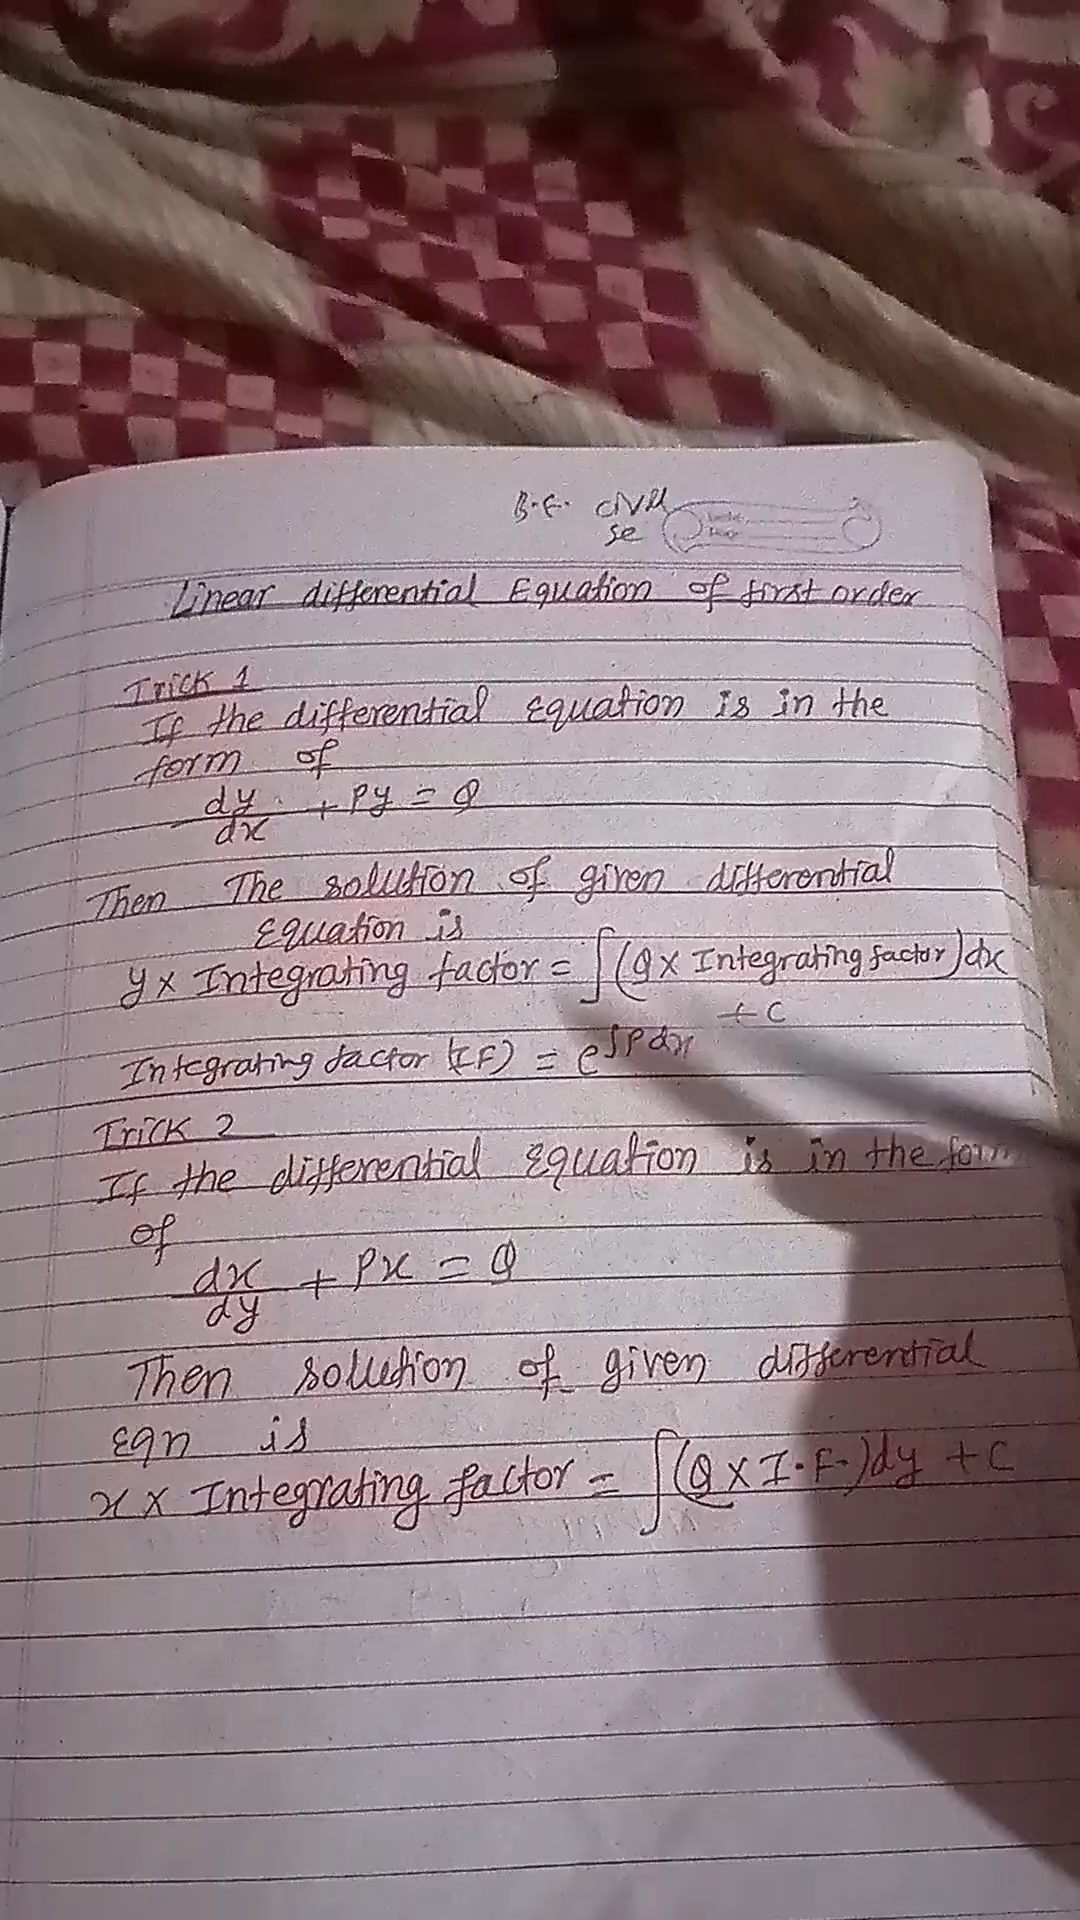 B.E. civil
se
Linear differential Equation of first order
Trick 1
If the differential Equation is in the
form of
dy/dx + Py = Q
Then The solution of given differential
Equation is
y x Integrating factor = ∫(Q x Integrating factor)dx
+ C
Integrating factor (IF) = e^∫Pdx
Trick 2
If the differential Equation is in the form
of
dx/dy + Px = Q
Then solution of given differential
Eqn is
x x Integrating factor = ∫(Q x I.F.)dy + C